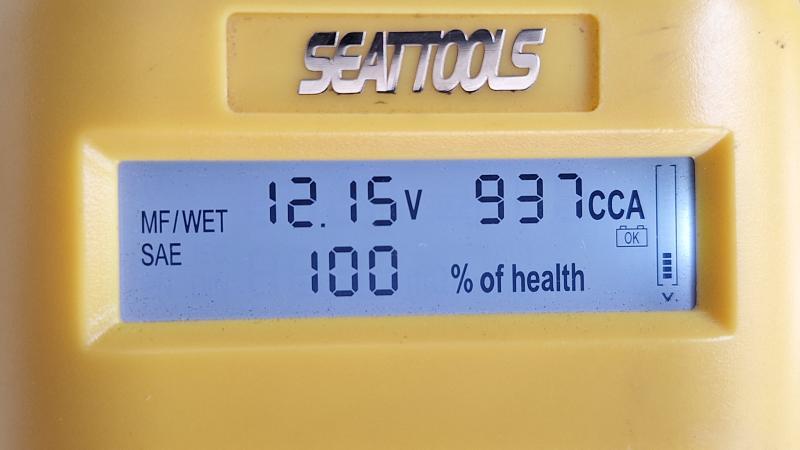 SEATTOOLS
MF/WET 12.15V 937CCA
SAE OK
100 % of health